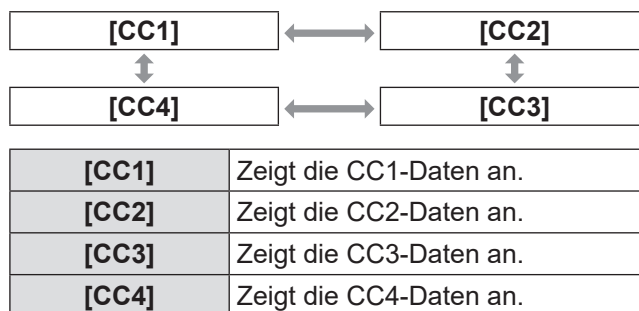 [CC1] [CC2]
[CC4] [CC3]
[CC1] Zeigt die CC1-Daten an.
[CC2] Zeigt die CC2-Daten an.
[CC3] Zeigt die CC3-Daten an.
[CC4] Zeigt die CC4-Daten an.